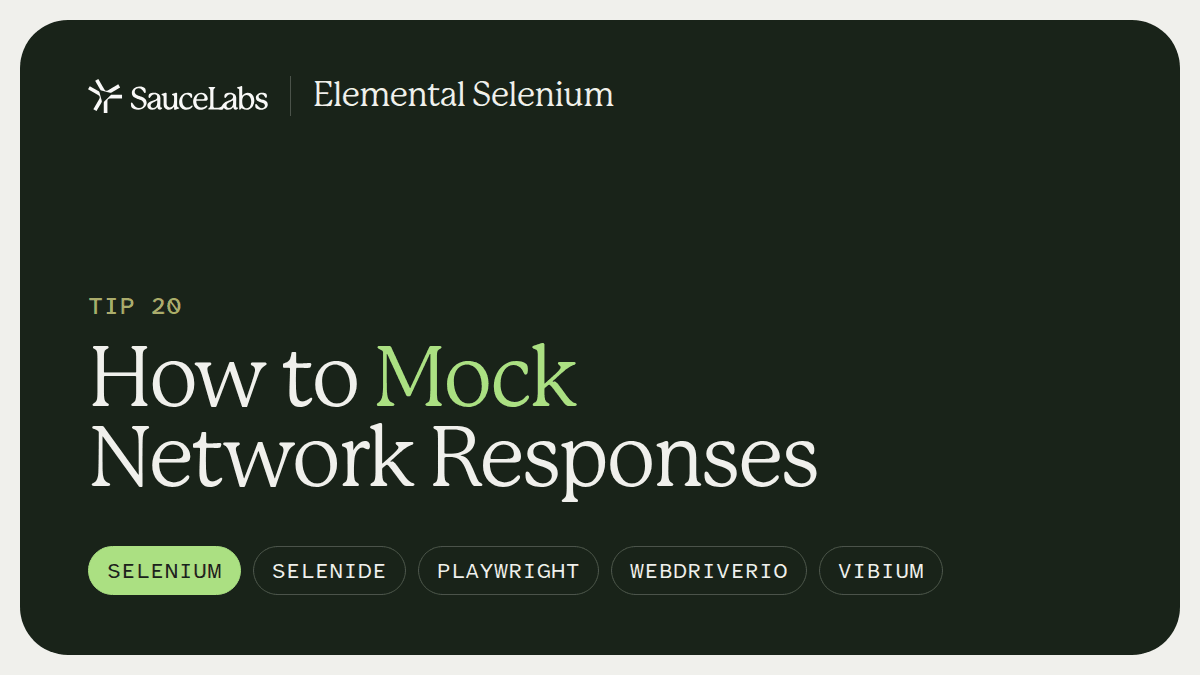 SauceLabs | Elemental Selenium
TIP 20
How to Mock
Network Responses
SELENIUM SELENIDE PLAYWRIGHT WEBDRIVERIO VIBIUM